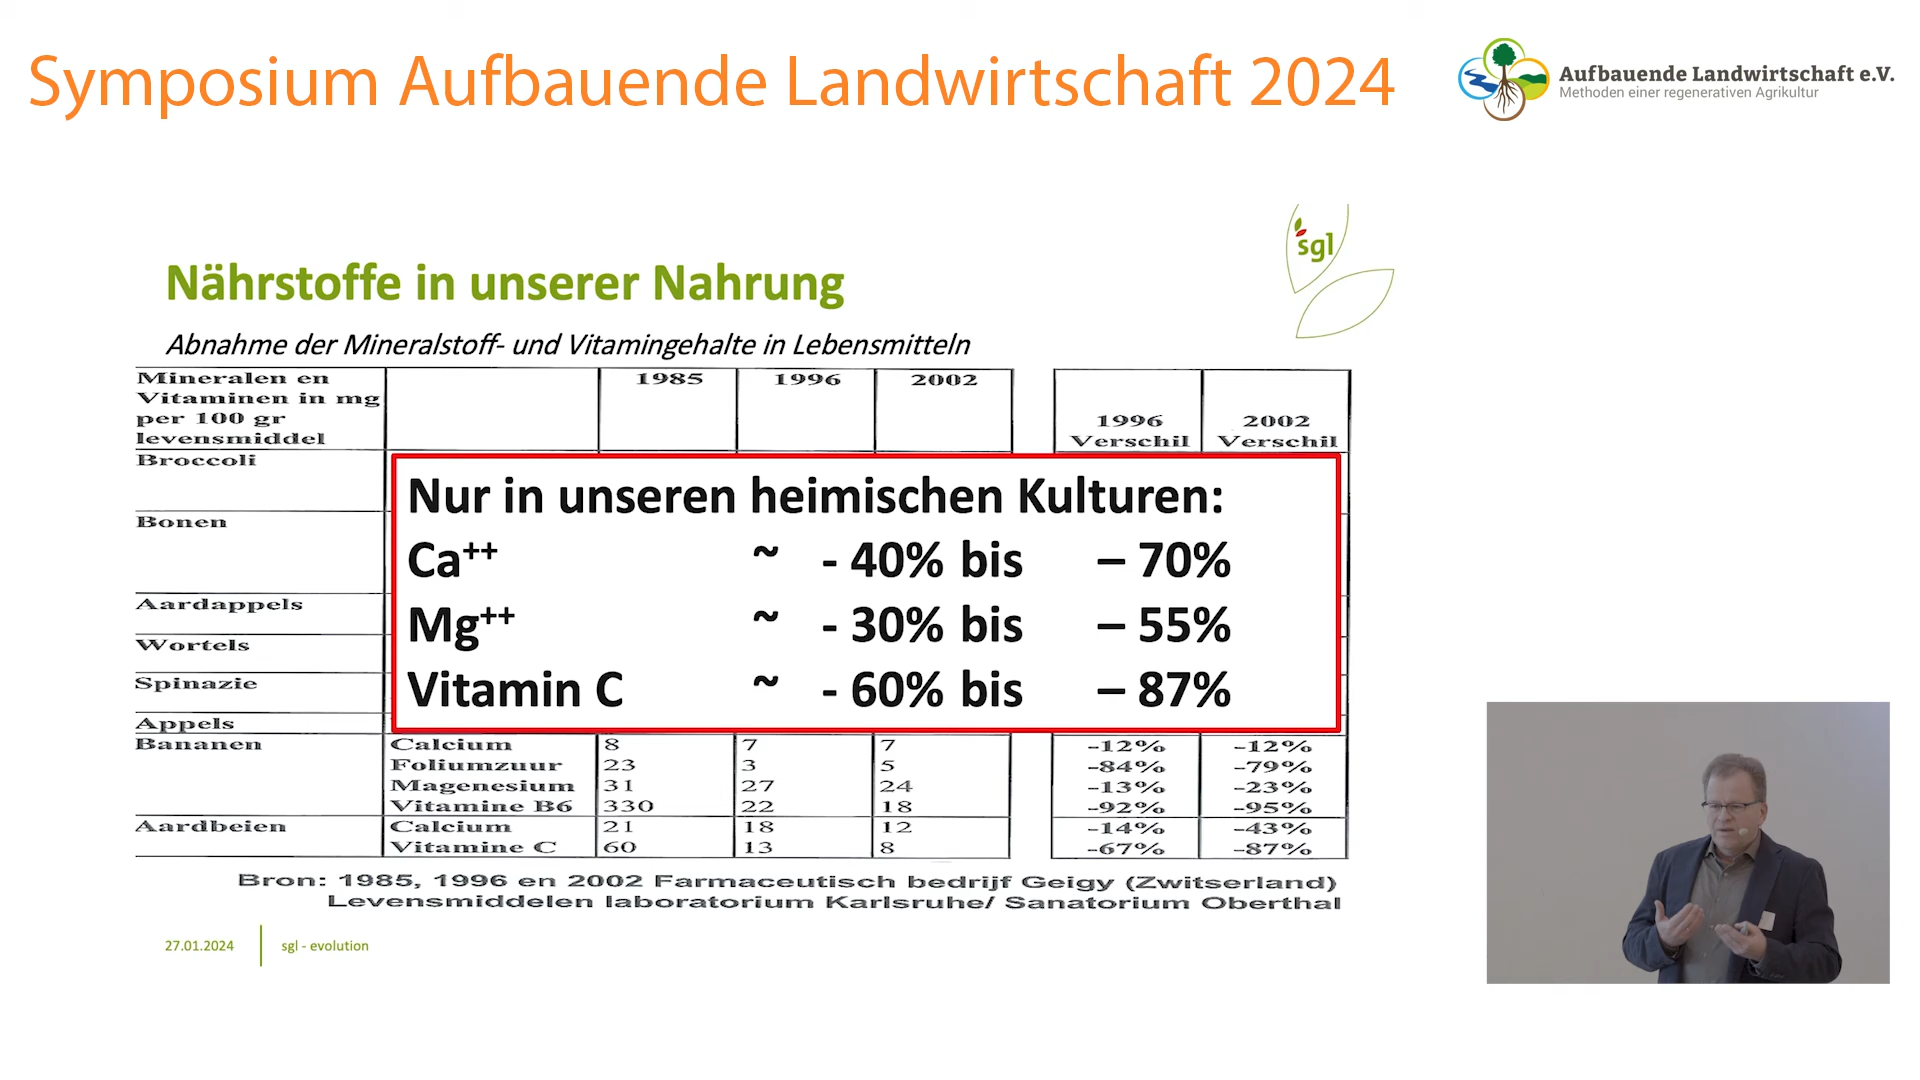 Symposium Aufbauende Landwirtschaft 2024
Aufbauende Landwirtschaft e.V.
Methoden einer regenerativen Agrikultur
sgl
Nährstoffe in unserer Nahrung
Abnahme der Mineralstoff- und Vitamingehalte in Lebensmitteln
Mineralen en 1985 1996 2002
Vitaminen in mg
per 100 gr 1996 2002
levensmiddel Verschil Verschil
Broccoli
Nur in unseren heimischen Kulturen:
Bonen
Ca++ ~ - 40% bis – 70%
Aardappels
Mg++ ~ - 30% bis – 55%
Wortels
Spinazie
Vitamin C ~ - 60% bis – 87%
Appels
Bananen Calcium 8 7 7 -12% -12%
Foliumzuur 23 3 5 -84% -79%
Magenesium 31 27 24 -13% -23%
Vitamine B6 330 22 18 -92% -95%
Aardbeien Calcium 21 18 12 -14% -43%
Vitamine C 60 13 8 -67% -87%
Bron: 1985, 1996 en 2002 Farmaceutisch bedrijf Geigy (Zwitserland)
Levensmiddelen laboratorium Karlsruhe/ Sanatorium Oberthal
27.01.2024 sgl - evolution